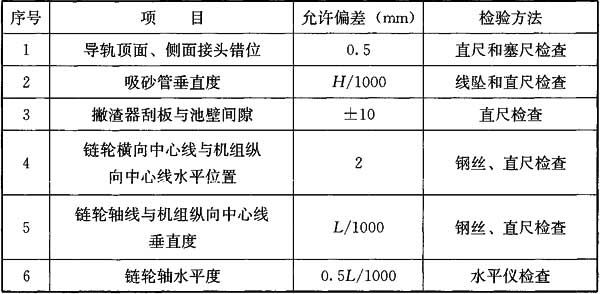 序号 项 目 允许偏差(mm) 检验方法
1 导轨顶面、侧面接头错位 0.5 直尺和塞尺检查
2 吸砂管垂直度 H/1000 线坠和直尺检查
3 撇渣器刮板与池壁间隙 ±10 直尺检查
4 链轮横向中心线与机组纵 2 钢丝、直尺检查
向中心线水平位置
5 链轮轴线与机组纵向中心线 L/1000 钢丝、直尺检查
垂直度
6 链轮轴水平度 0.5L/1000 水平仪检查